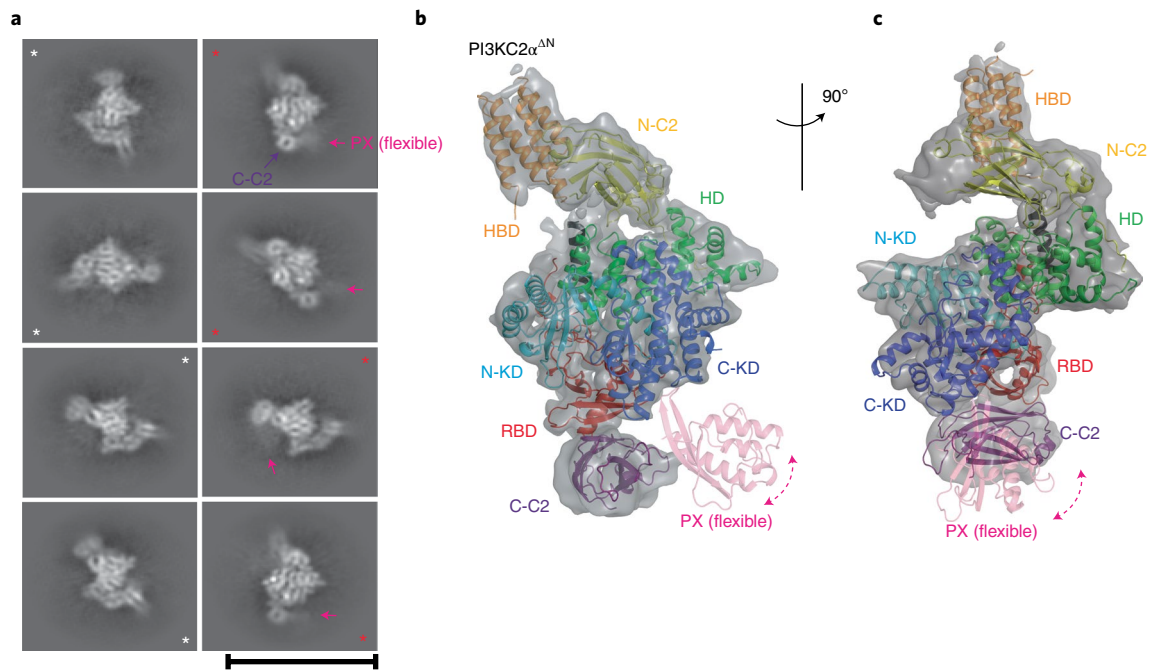 a
b
c
*
*
PX (flexible)
C-C2
*
*
*
*
*
*
PI3KC2α^ΔN
90°
HBD
N-C2
HD
N-KD
C-KD
RBD
C-C2
PX (flexible)
HBD
N-C2
HD
N-KD
RBD
C-KD
C-C2
PX (flexible)